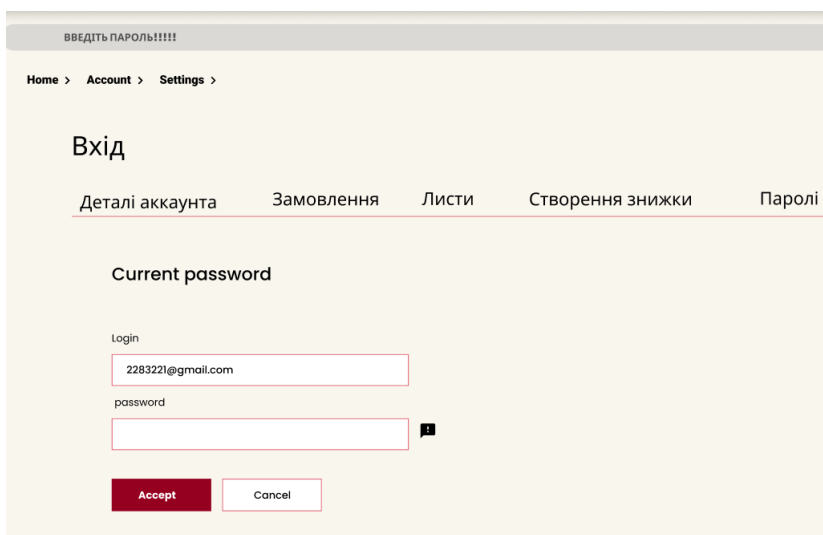 ВВЕДІТЬ ПАРОЛЬ!!!!!
Home > Account > Settings >
Вхід
Деталі аккаунта Замовлення Листи Створення знижки Паролі
Current password
Login
2283221@gmail.com
password
Accept Cancel